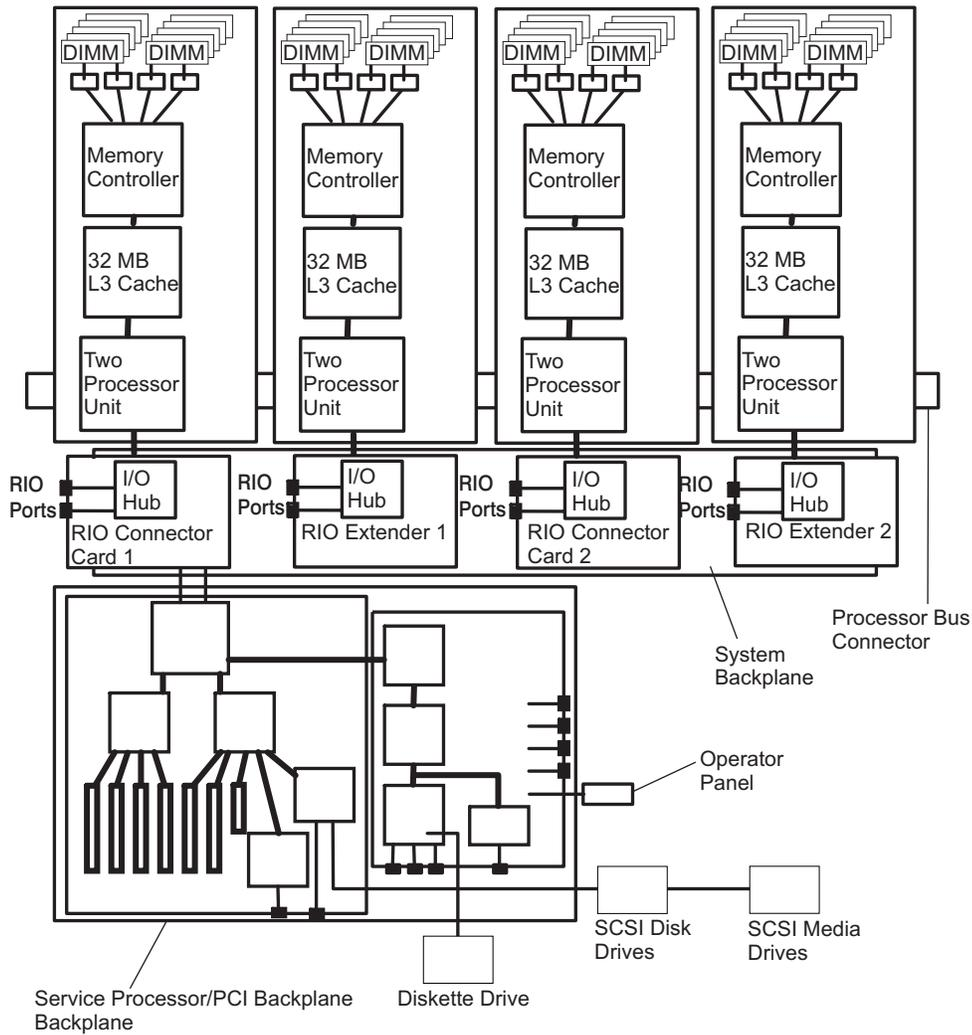 DIMM DIMM DIMM DIMM DIMM DIMM DIMM DIMM
Memory
Controller
Memory
Controller
Memory
Controller
Memory
Controller
32 MB
L3 Cache
32 MB
L3 Cache
32 MB
L3 Cache
32 MB
L3 Cache
Two
Processor
Unit
Two
Processor
Unit
Two
Processor
Unit
Two
Processor
Unit
RIO
Ports
I/O
Hub
RIO Connector
Card 1
RIO
Ports
I/O
Hub
RIO Extender 1
RIO
Ports
I/O
Hub
RIO Connector
Card 2
RIO
Ports
I/O
Hub
RIO Extender 2
Processor Bus
Connector
System
Backplane
Operator
Panel
SCSI Disk
Drives
SCSI Media
Drives
Service Processor/PCI Backplane
Backplane
Diskette Drive